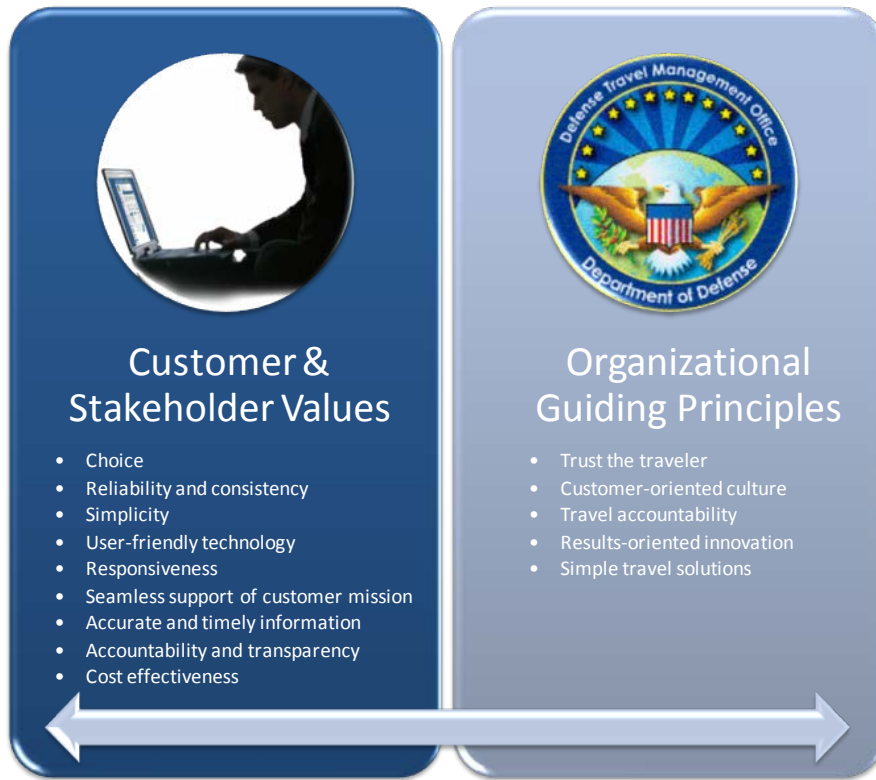 Customer &
Stakeholder Values
• Choice
• Reliability and consistency
• Simplicity
• User-friendly technology
• Responsiveness
• Seamless support of customer mission
• Accurate and timely information
• Accountability and transparency
• Cost effectiveness
Defense Travel Management Office
Department of Defense
Organizational
Guiding Principles
• Trust the traveler
• Customer-oriented culture
• Travel accountability
• Results-oriented innovation
• Simple travel solutions